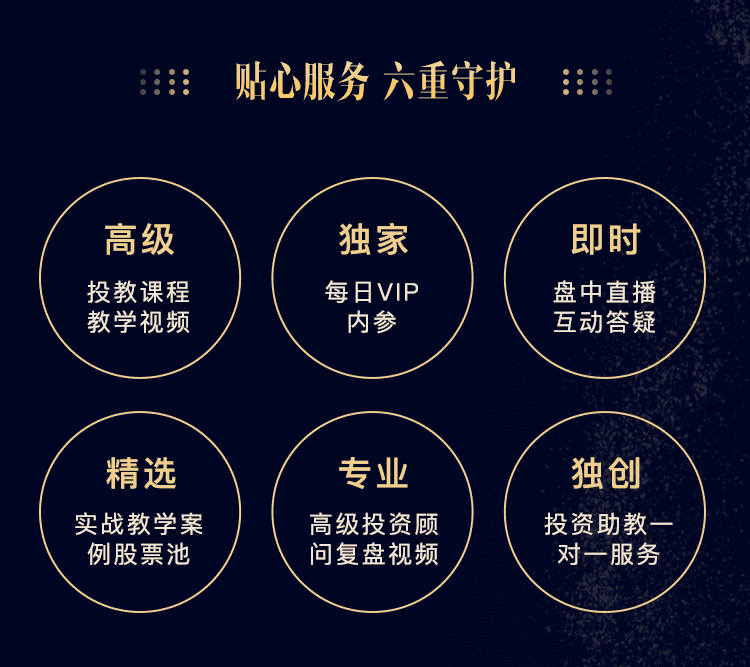 贴心服务 六重守护
高级
投教课程
教学视频
独家
每日VIP
内参
即时
盘中直播
互动答疑
精选
实战教学案
例股票池
专业
高级投资顾
问复盘视频
独创
投资助教一
对一服务